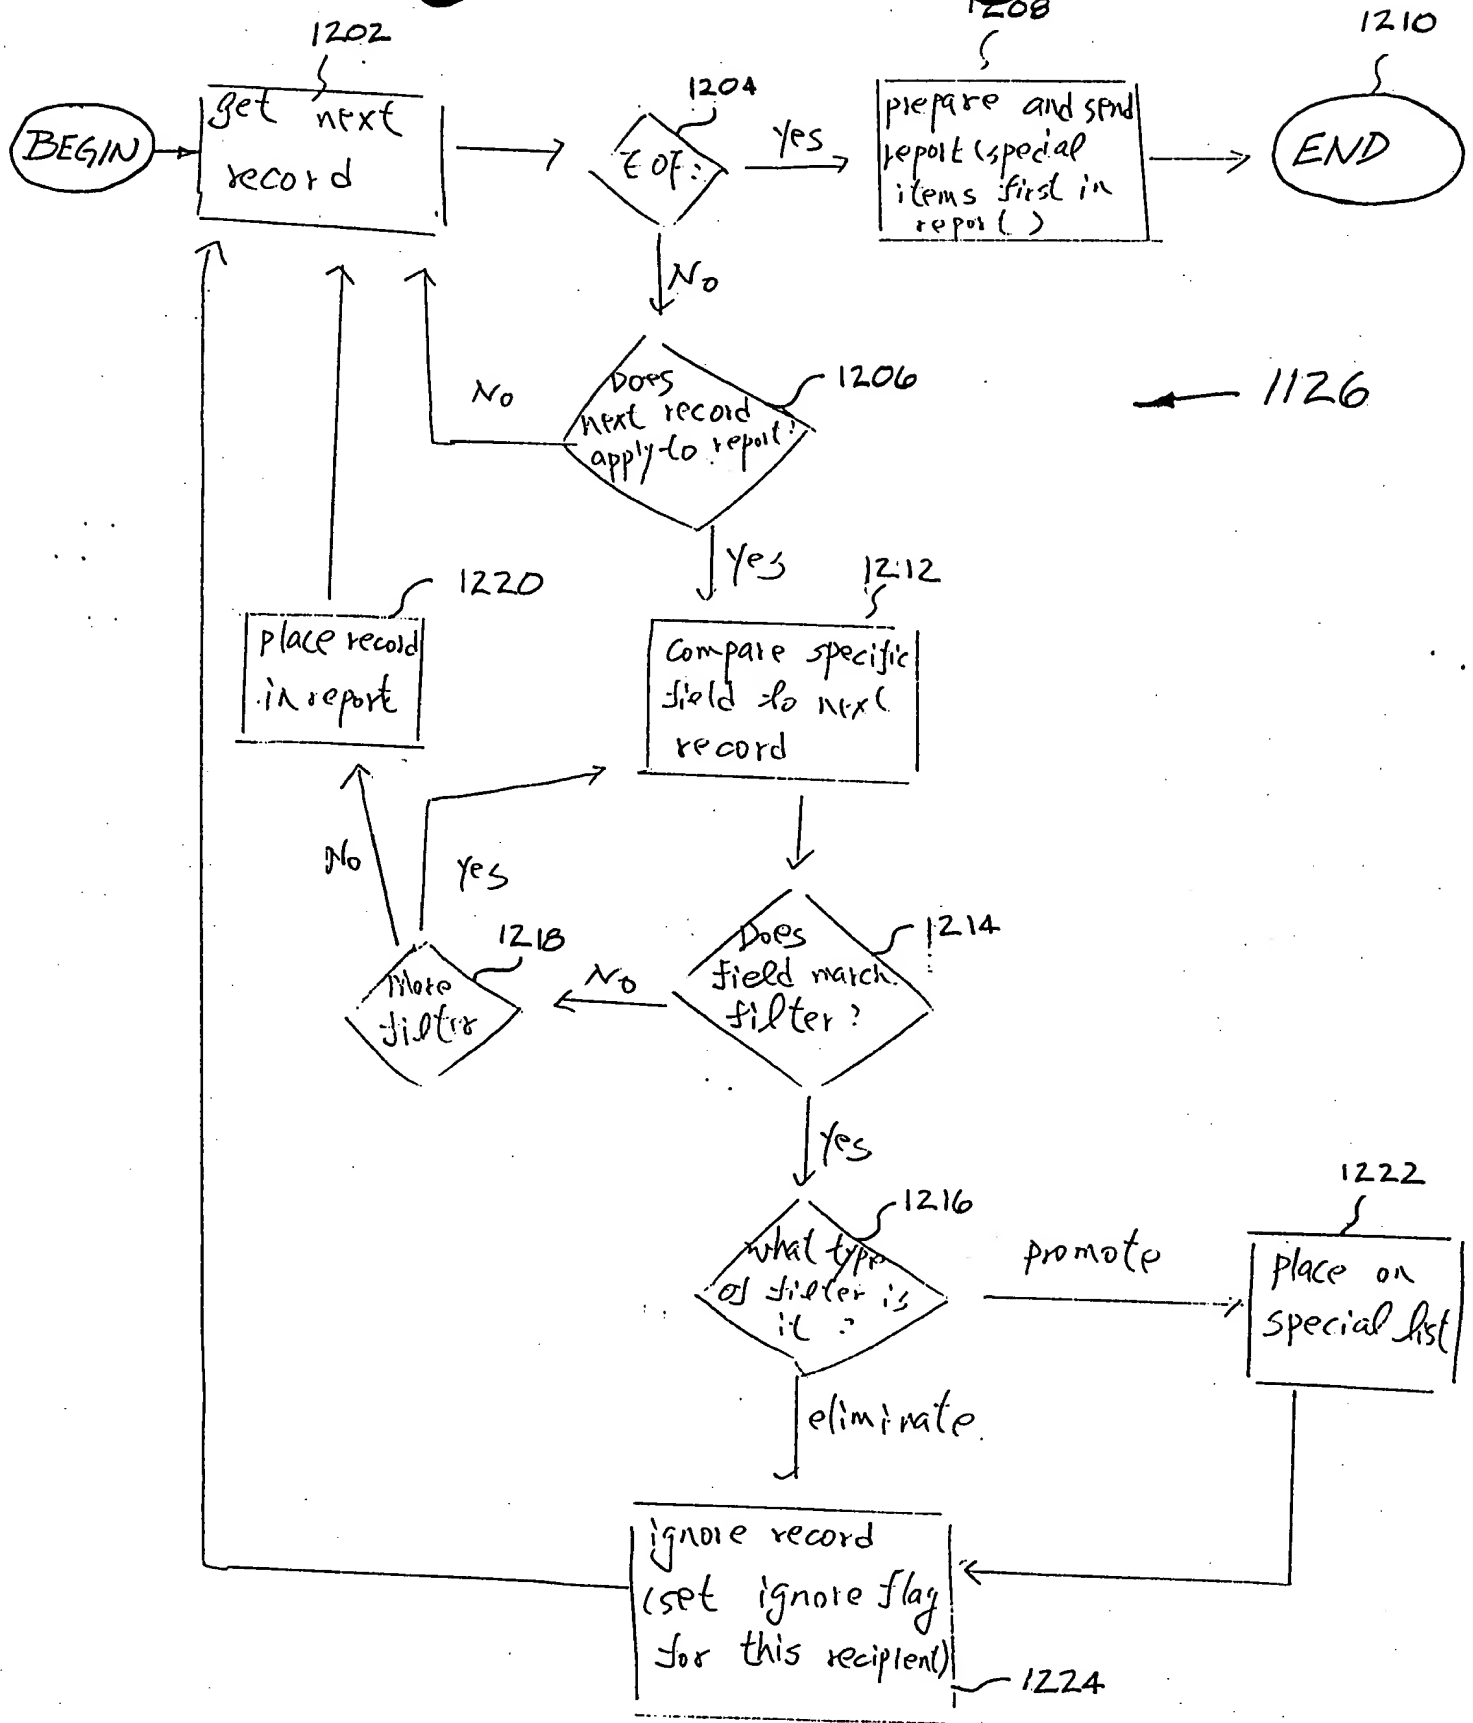 1202
1208
1210
1204
BEGIN
get next
record
EOF?
Yes
prepare and send
report (special
items first in
report)
END
No
1206
Does
next record
apply to report?
No
1126
Yes
1220
1212
place record
in report
compare specific
field to next
record
No
Yes
1218
1214
More
filter
No
Does
field march
filter?
Yes
1216
1222
what type
of filter is
it?
promote
place on
special list
eliminate
ignore record
(set ignore flag
for this recipient)
1224